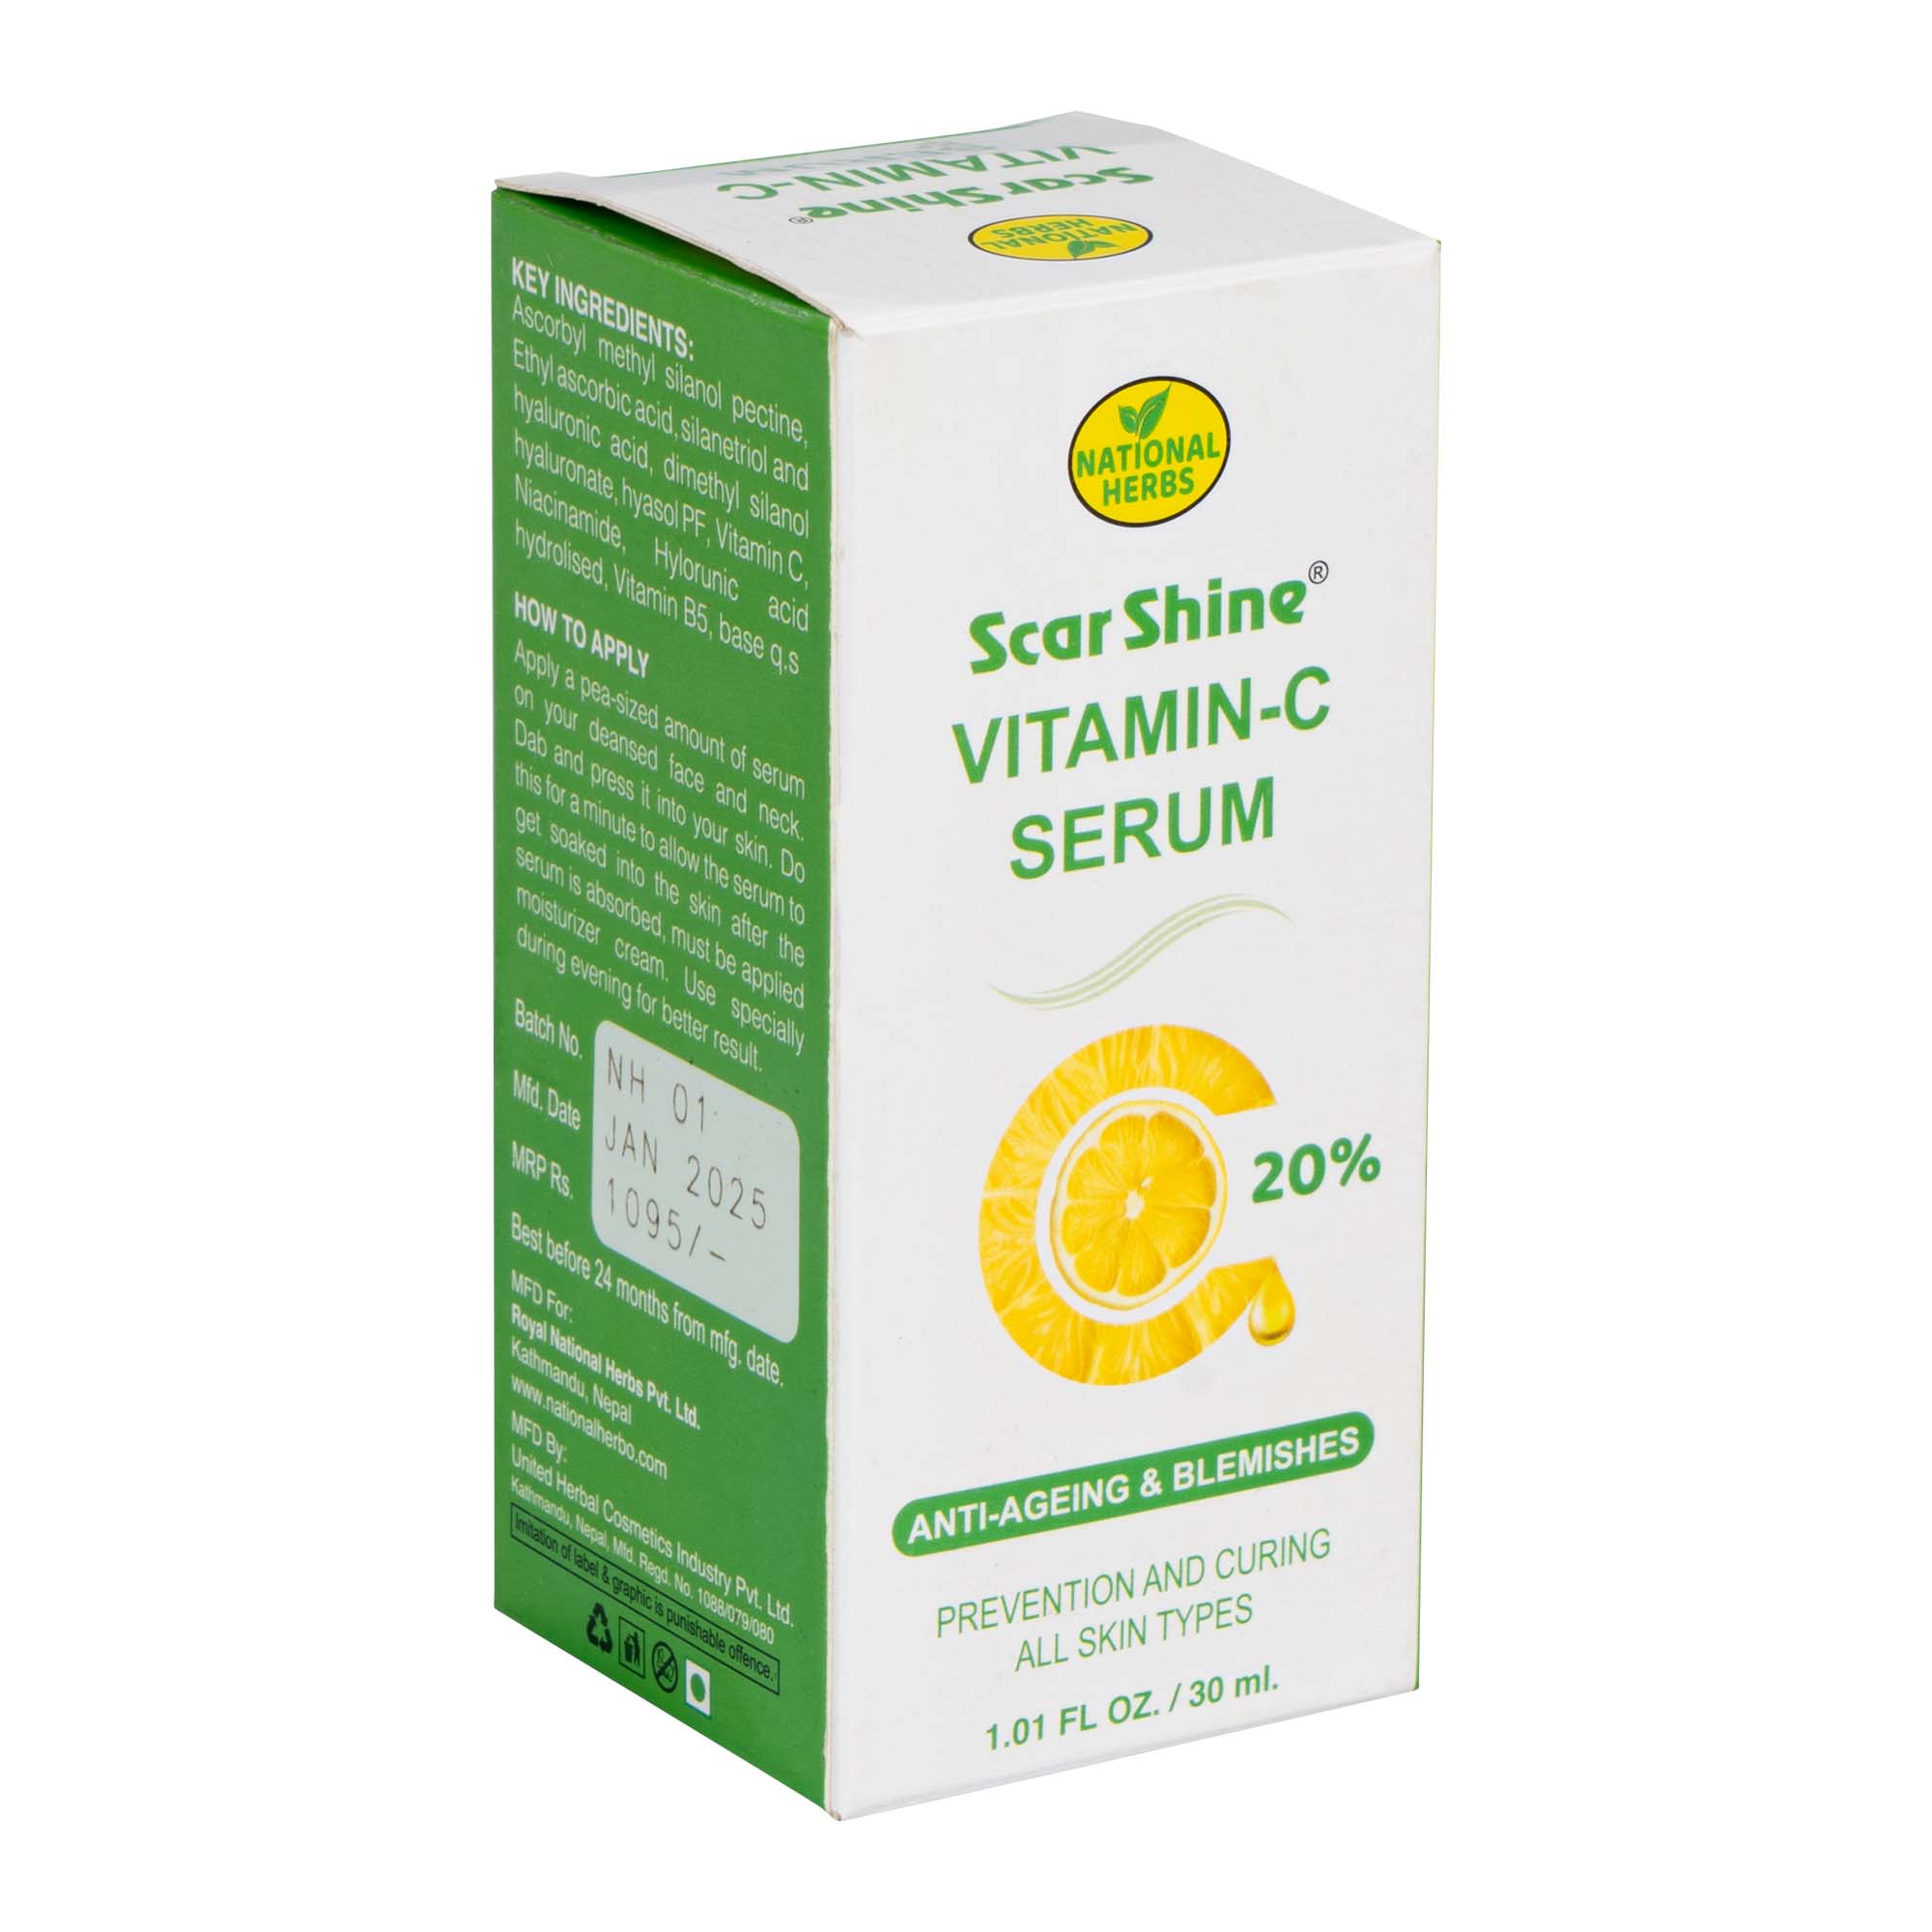 ScarShine®
VITAMIN-C
NATIONAL
HERBS
KEY INGREDIENTS:
Ascorbyl methyl silanol pectine,
Ethyl ascorbic acid, silanetriol and
hyaluronic acid, dimethyl silanol
hyaluronate, hyasol PF, Vitamin C,
Niacinamide, Hylorunic acid
hydrolised, Vitamin B5, base q.s
HOW TO APPLY
Apply a pea-sized amount of serum
on your deansed face and neck.
Dab and press it into your skin. Do
this for a minute to allow the serum to
get soaked into the skin after the
serum is absorbed, must be applied
moisturizer cream. Use specially
during evening for better result.
Batch No. NH 01
Mfd. Date JAN 2025
MRP Rs. 1095/-
Best before 24 months from mfg. date.
MFD For:
Royal National Herbs Pvt. Ltd.
Kathmandu, Nepal
www.nationalherbo.com
MFD By:
United Herbal Cosmetics Industry Pvt. Ltd.
Kathmandu, Nepal, Mfd. Regd. No. 1088/079/080
Imitation of label & graphic is punishable offence.
NATIONAL
HERBS
ScarShine®
VITAMIN-C
SERUM
20%
ANTI-AGEING & BLEMISHES
PREVENTION AND CURING
ALL SKIN TYPES
1.01 FL OZ. / 30 ml.